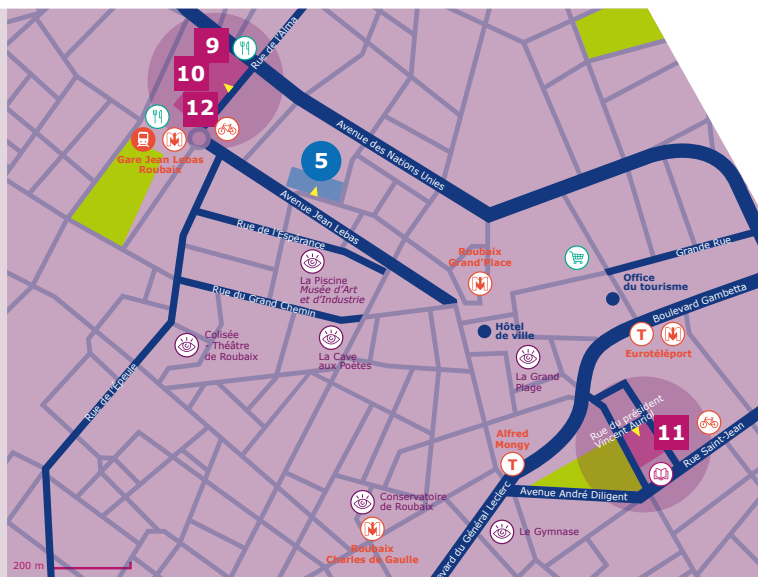 9
10
12
Rue de l'Alma
Gare Jean Lebas
Roubaix
5
Avenue des Nations Unies
Avenue Jean Lebas
Rue de l'Espérance
La Piscine
Musée d'Art
et d'Industrie
Roubaix
Grand'Place
Grande Rue
Office
du tourisme
Boulevard Gambetta
Rue du Grand Chemin
Colisée
- Théâtre
de Roubaix
La Cave
aux Poètes
Hôtel
de ville
La Grand
Plage
T
Eurotéléport
Rue de l'Epeule
Rue du président
Vincent Auriol
11
Rue Saint-Jean
Alfred
Mongy
T
Avenue André Diligent
evard du Général Leclerc
Conservatoire
de Roubaix
Roubaix
Charles de Gaulle
Le Gymnase
200 m